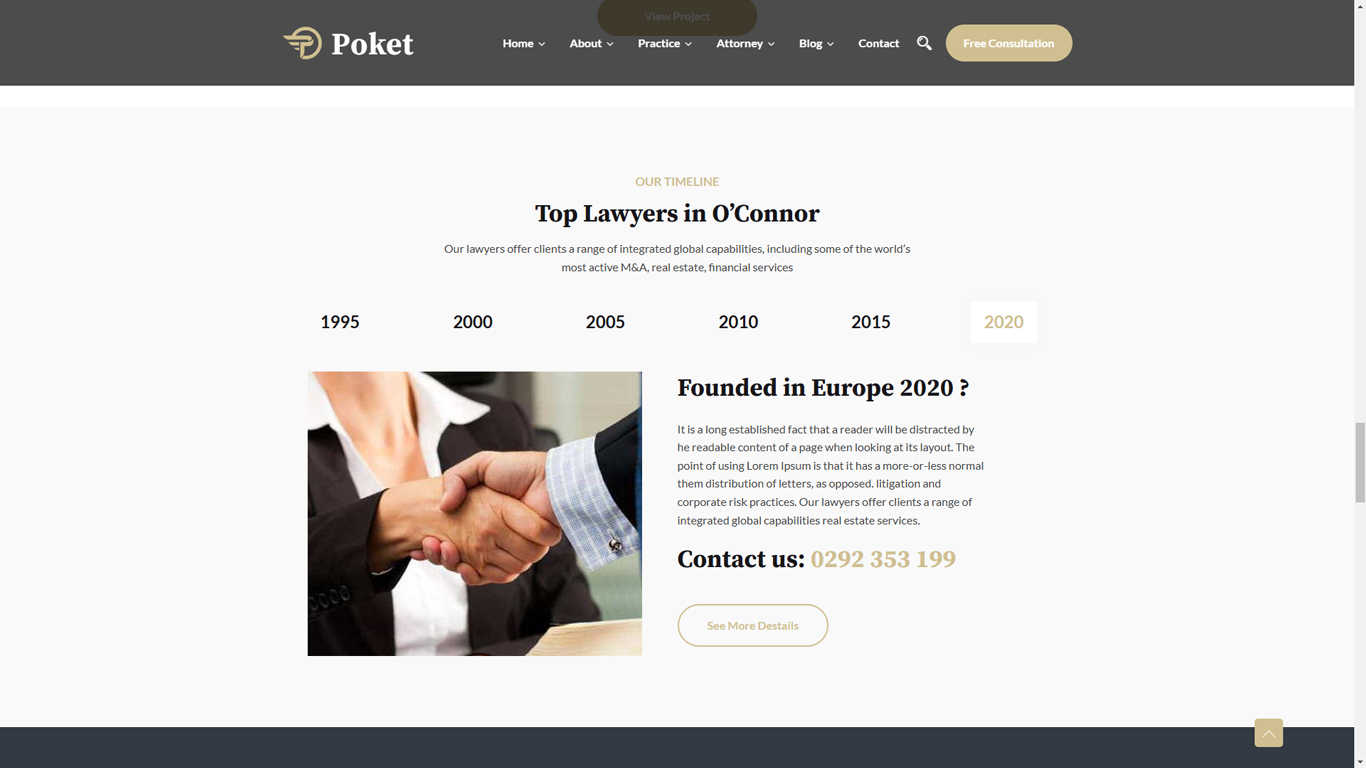 View Project
Poket
Home
About
Practice
Attorney
Blog
Contact
Free Consultation
OUR TIMELINE
Top Lawyers in O’Connor
Our lawyers offer clients a range of integrated global capabilities, including some of the world’s
most active M&A, real estate, financial services
1995
2000
2005
2010
2015
2020
Founded in Europe 2020 ?
It is a long established fact that a reader will be distracted by
he readable content of a page when looking at its layout. The
point of using Lorem Ipsum is that it has a more-or-less normal
them distribution of letters, as opposed. litigation and
corporate risk practices. Our lawyers offer clients a range of
integrated global capabilities real estate services.
Contact us: 0292 353 199
See More Destails